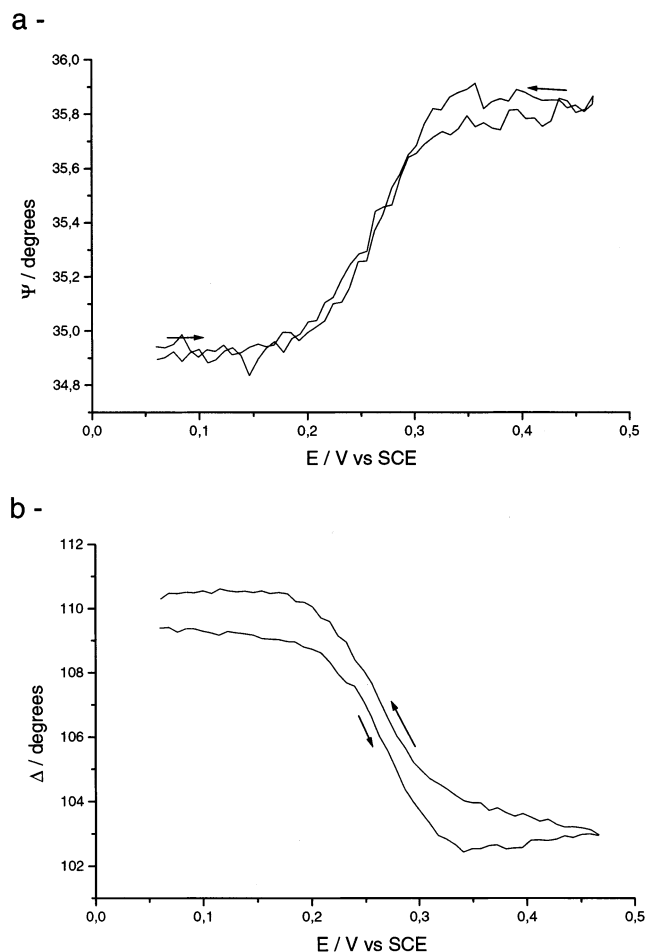 a -
36,0
35,8
35,6
35,4
35,2
35,0
34,8
Ψ / degrees
0,0 0,1 0,2 0,3 0,4 0,5
E / V vs SCE
b -
112
110
108
106
104
102
Δ / degrees
0,0 0,1 0,2 0,3 0,4 0,5
E / V vs SCE